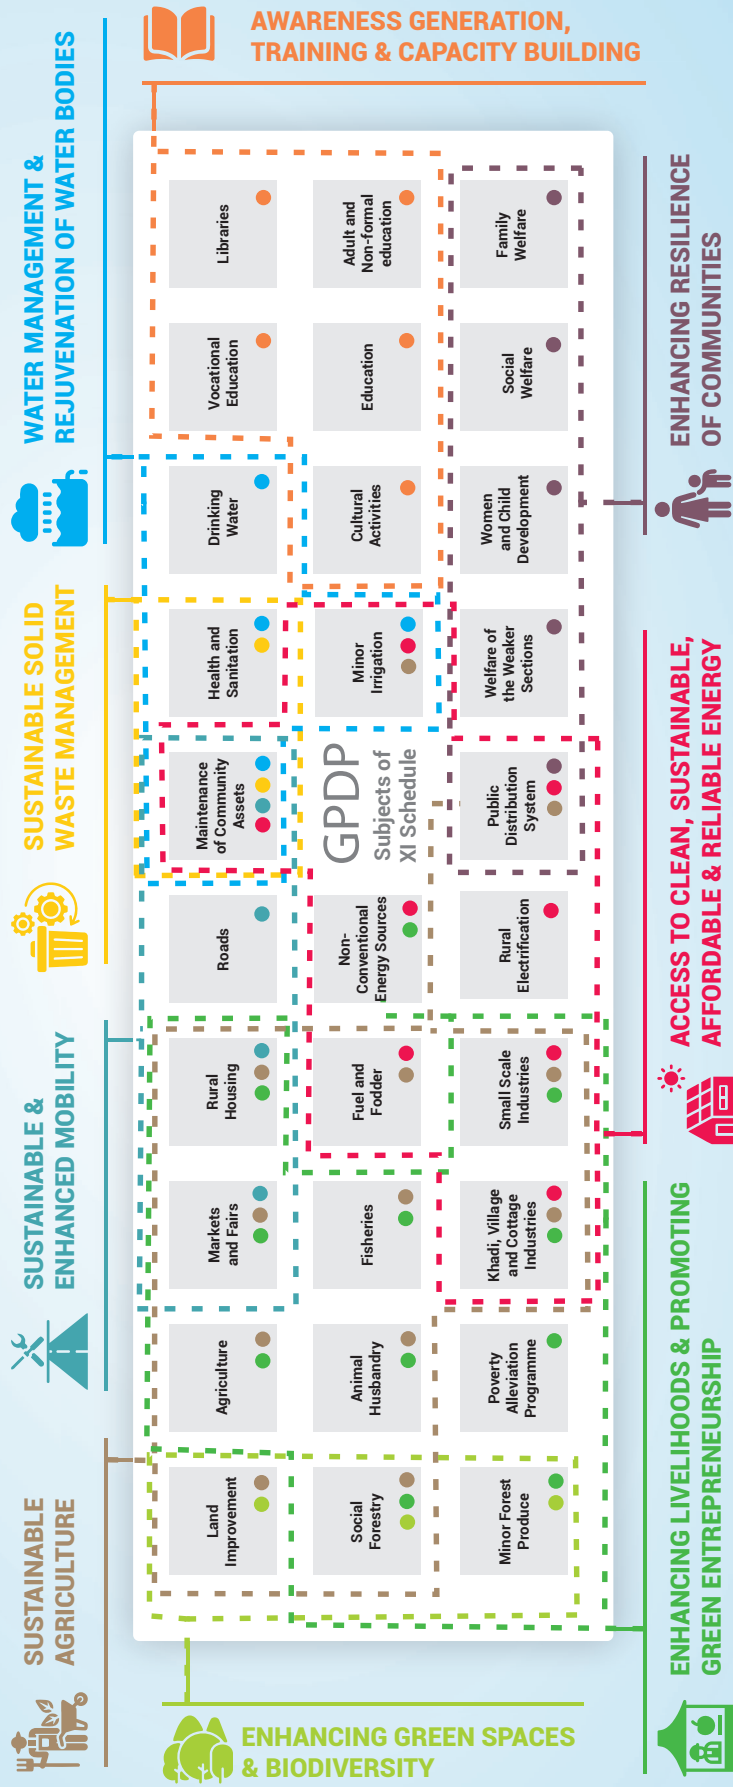 AWARENESS GENERATION,
TRAINING & CAPACITY BUILDING
SUSTAINABLE
AGRICULTURE
SUSTAINABLE &
ENHANCED MOBILITY
SUSTAINABLE SOLID
WASTE MANAGEMENT
WATER MANAGEMENT &
REJUVENATION OF WATER BODIES
Land
Improvement
Agriculture
Markets
and Fairs
Rural
Housing
Roads
Maintenance
of Community
Assets
Health and
Sanitation
Drinking
Water
Vocational
Education
Libraries
Social
Forestry
Animal
Husbandry
Fisheries
Fuel and
Fodder
Non-
Conventional
Energy Sources
GPDP
Subjects of
XI Schedule
Minor
Irrigation
Cultural
Activities
Education
Adult and
Non-formal
education
Minor Forest
Produce
Poverty
Alleviation
Programme
Khadi, Village
and Cottage
Industries
Small Scale
Industries
Rural
Electrification
Public
Distribution
System
Welfare of
the Weaker
Sections
Women
and Child
Development
Social
Welfare
Family
Welfare
ENHANCING LIVELIHOODS & PROMOTING
GREEN ENTREPRENEURSHIP
ACCESS TO CLEAN, SUSTAINABLE,
AFFORDABLE & RELIABLE ENERGY
ENHANCING RESILIENCE
OF COMMUNITIES
ENHANCING GREEN SPACES
& BIODIVERSITY